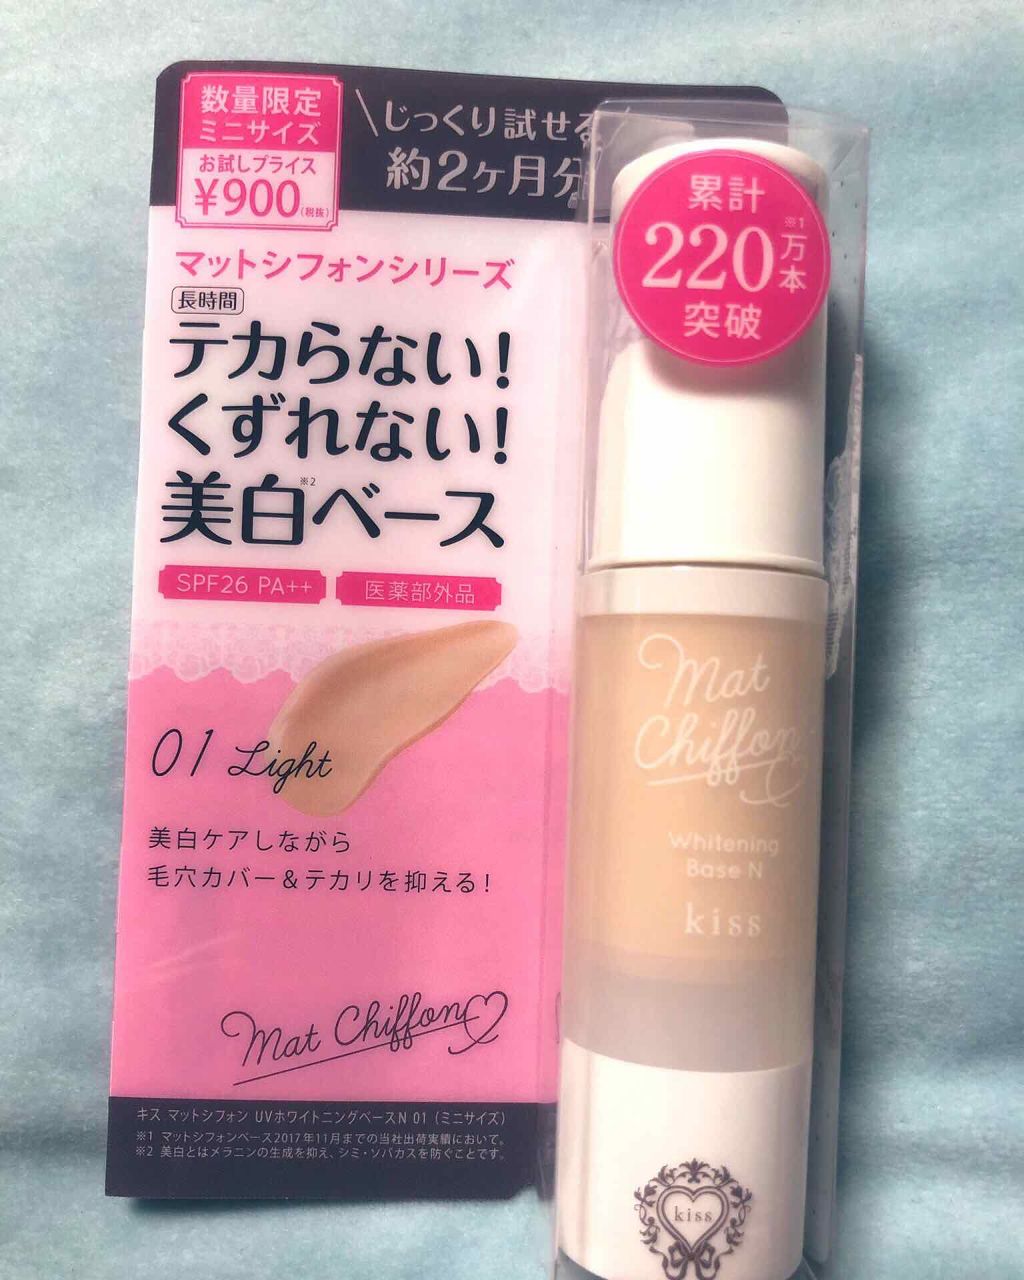 数量限定
ミニサイズ
お試しプライス
¥900(税抜)
\じっくり試せる
約2ヶ月分
累計
220万本※1
突破
マットシフォンシリーズ
長時間
テカらない!
くずれない!
美白※2ベース
SPF26 PA++
医薬部外品
01 Light
美白ケアしながら
毛穴カバー&テカリを抑える!
Mat Chiffon
キス マットシフォン UVホワイトニングベースN 01(ミニサイズ)
※1 マットシフォンベース2017年11月までの当社出荷実績において。
※2 美白とはメラニンの生成を抑え、シミ・ソバカスを防ぐことです。
Mat
Chiffon
Whitening
Base N
kiss
kiss